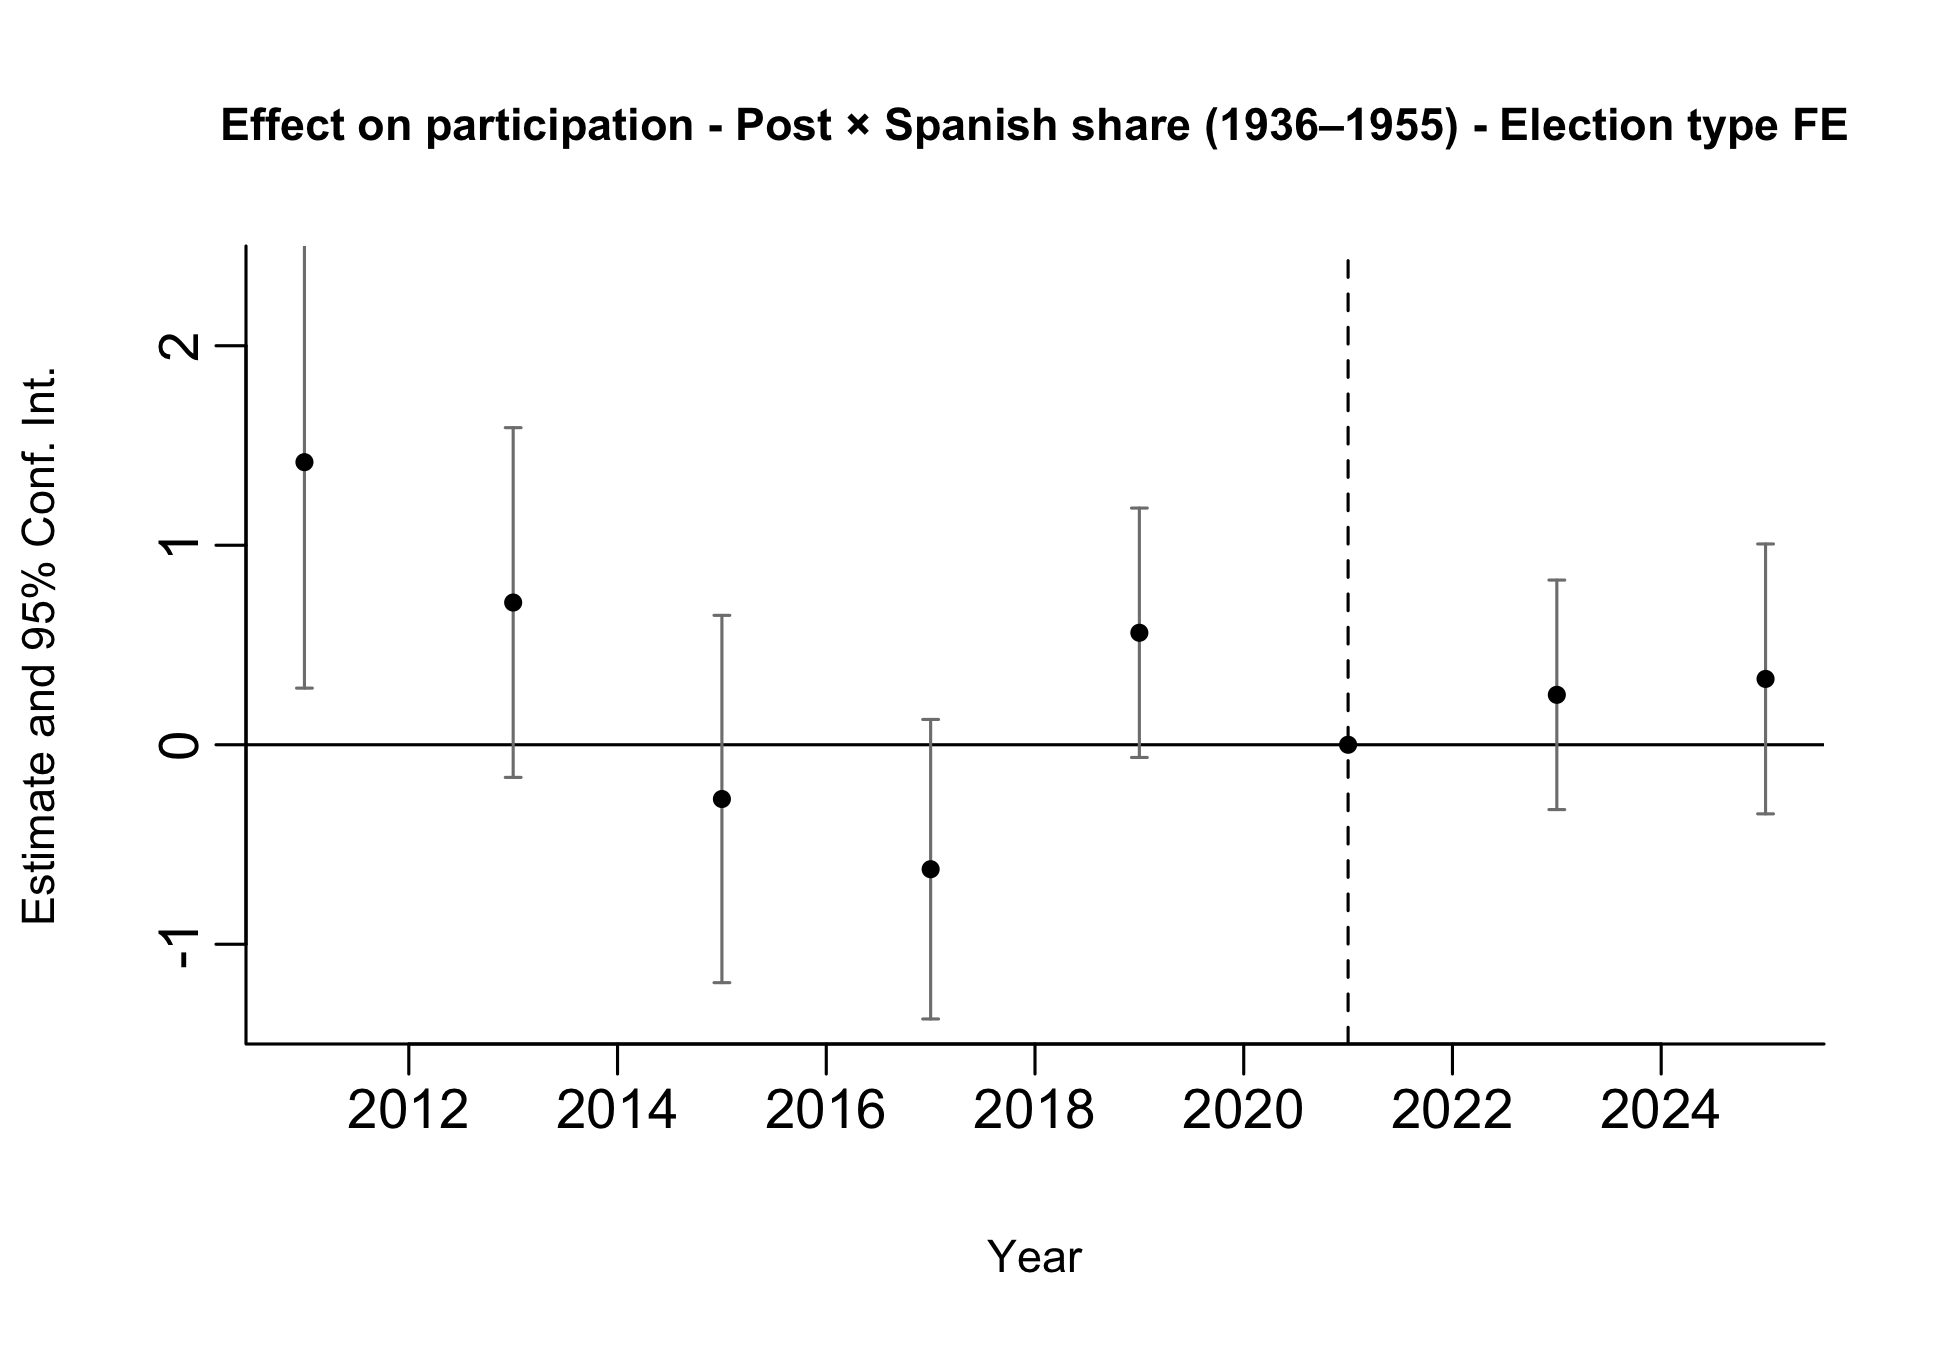 Effect on participation - Post × Spanish share (1936–1955) - Election type FE
Estimate and 95% Conf. Int.
2
1
0
-1
2012 2014 2016 2018 2020 2022 2024
Year